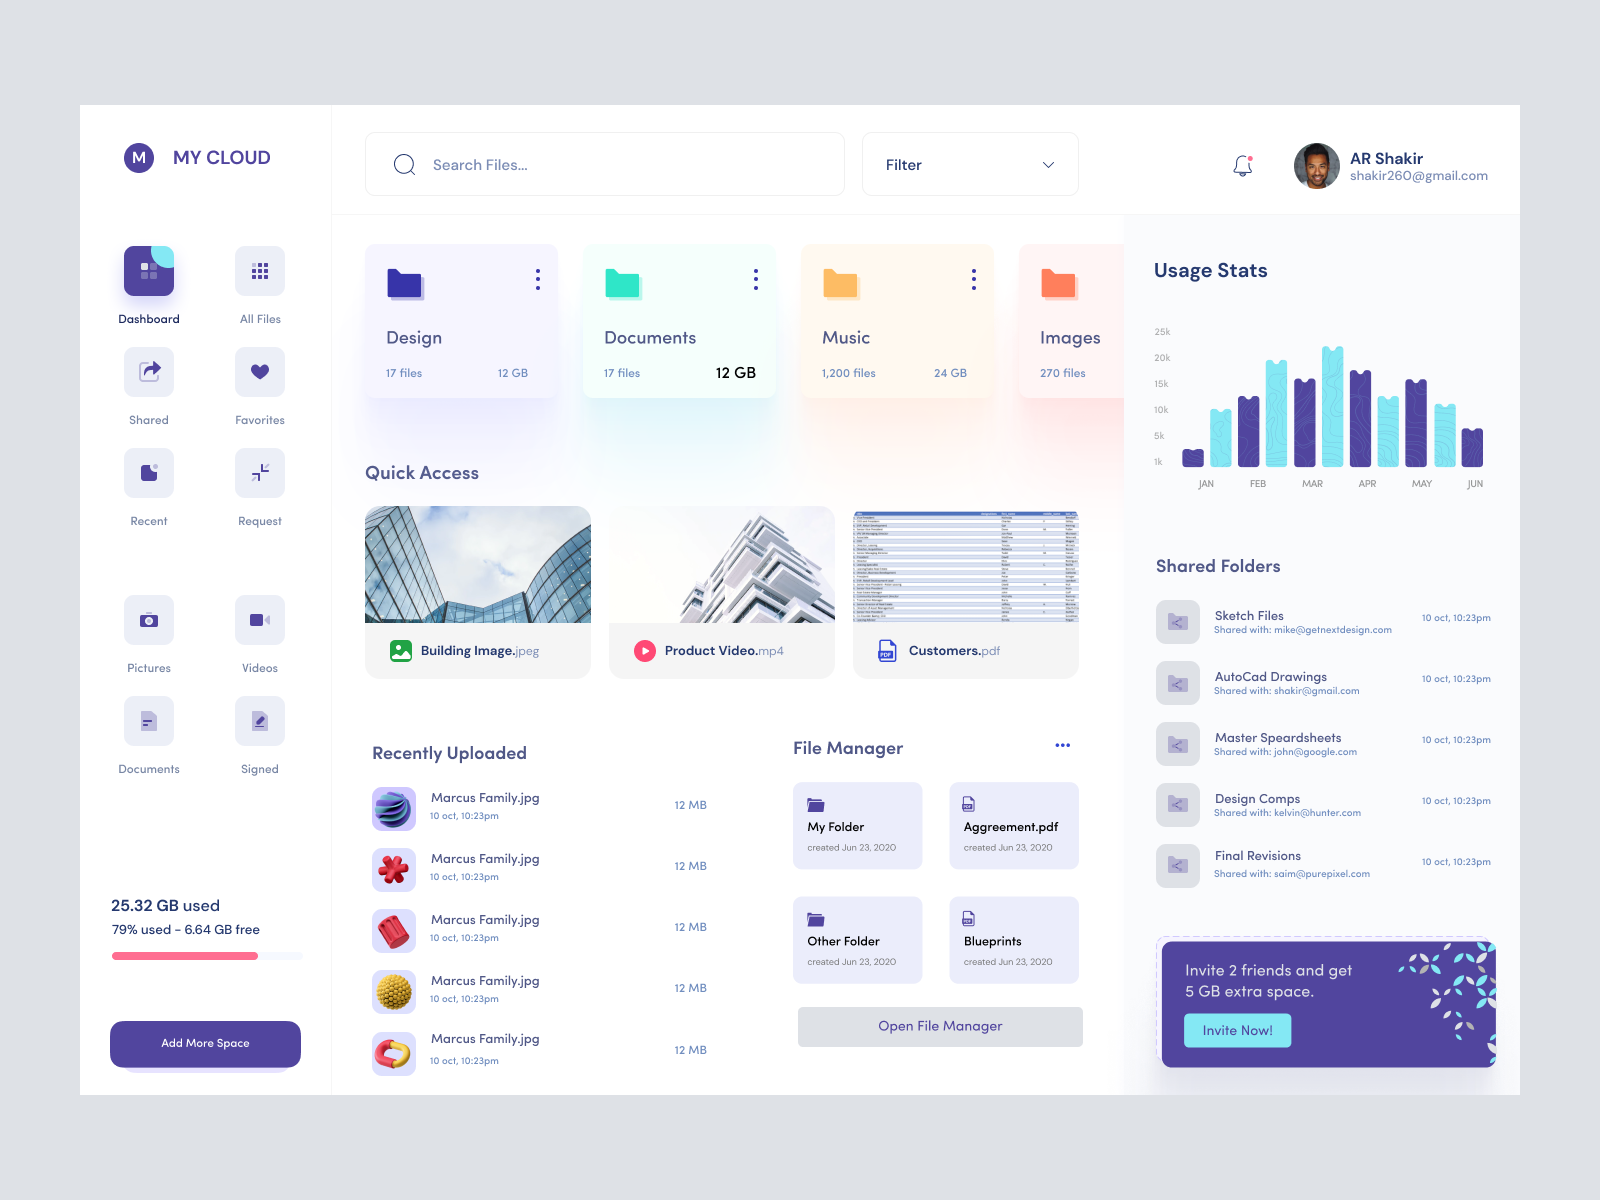 M MY CLOUD
Search Files...
Filter
AR Shakir
shakir260@gmail.com
Dashboard
All Files
Shared
Favorites
Recent
Request
Pictures
Videos
Documents
Signed
25.32 GB used
79% used - 6.64 GB free
Add More Space
Design
17 files 12 GB
Documents
17 files 12 GB
Music
1,200 files 24 GB
Images
270 files
Quick Access
Building Image.jpeg
Product Video.mp4
PDF Customers.pdf
Recently Uploaded
Marcus Family.jpg
10 oct, 10:23pm
12 MB
Marcus Family.jpg
10 oct, 10:23pm
12 MB
Marcus Family.jpg
10 oct, 10:23pm
12 MB
Marcus Family.jpg
10 oct, 10:23pm
12 MB
Marcus Family.jpg
10 oct, 10:23pm
12 MB
File Manager
My Folder
created Jun 23, 2020
PDF
Aggreement.pdf
created Jun 23, 2020
Other Folder
created Jun 23, 2020
PDF
Blueprints
created Jun 23, 2020
Open File Manager
Usage Stats
25k
20k
15k
10k
5k
1k
JAN FEB MAR APR MAY JUN
Shared Folders
Sketch Files
Shared with: mike@getnextdesign.com
10 oct, 10:23pm
AutoCad Drawings
Shared with: shakir@gmail.com
10 oct, 10:23pm
Master Speardsheets
Shared with: john@google.com
10 oct, 10:23pm
Design Comps
Shared with: kelvin@hunter.com
10 oct, 10:23pm
Final Revisions
Shared with: saim@purepixel.com
10 oct, 10:23pm
Invite 2 friends and get
5 GB extra space.
Invite Now!